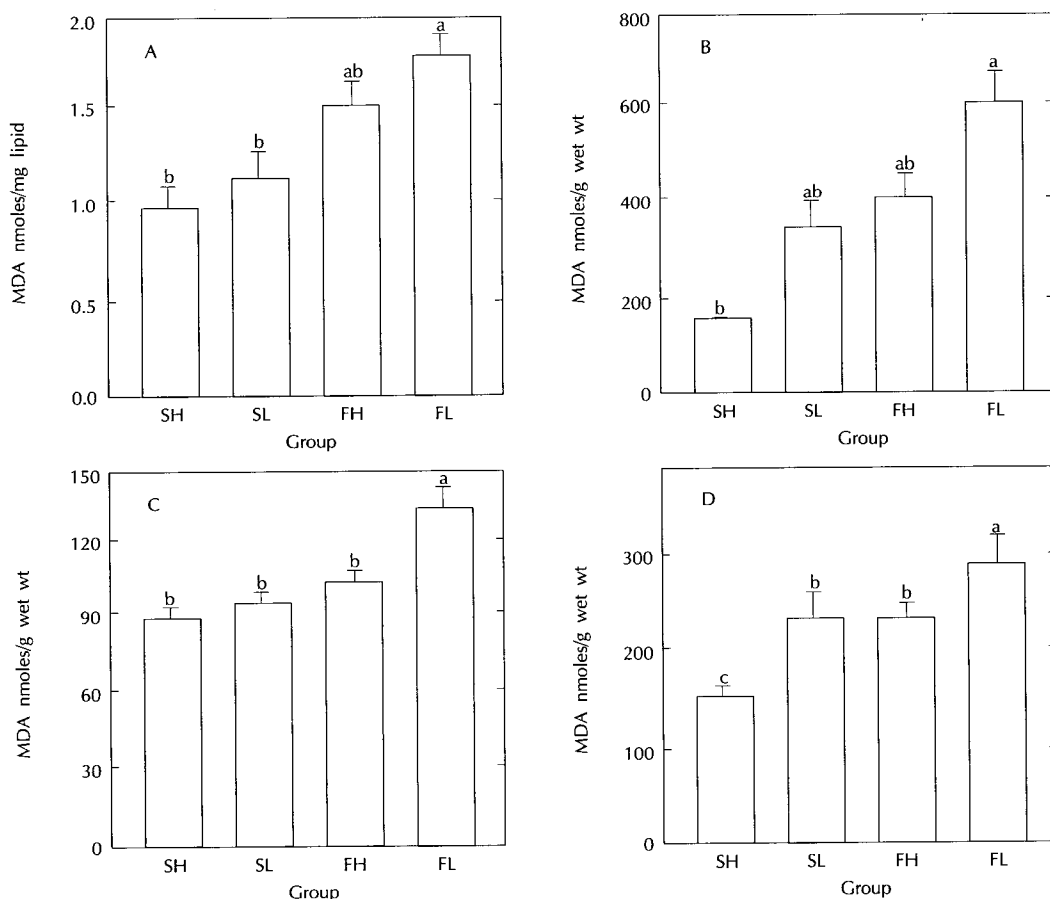 2.0
1.5
1.0
0.5
0.0
MDA nmoles/mg lipid
A
b
b
ab
a
SH SL FH FL
Group
800
600
400
200
0
MDA nmoles/g wet wt
B
b
ab
ab
a
SH SL FH FL
Group
150
120
90
60
30
0
MDA nmoles/g wet wt
C
b
b
b
a
SH SL FH FL
Group
300
200
100
0
MDA nmoles/g wet wt
D
c
b
b
a
SH SL FH FL
Group